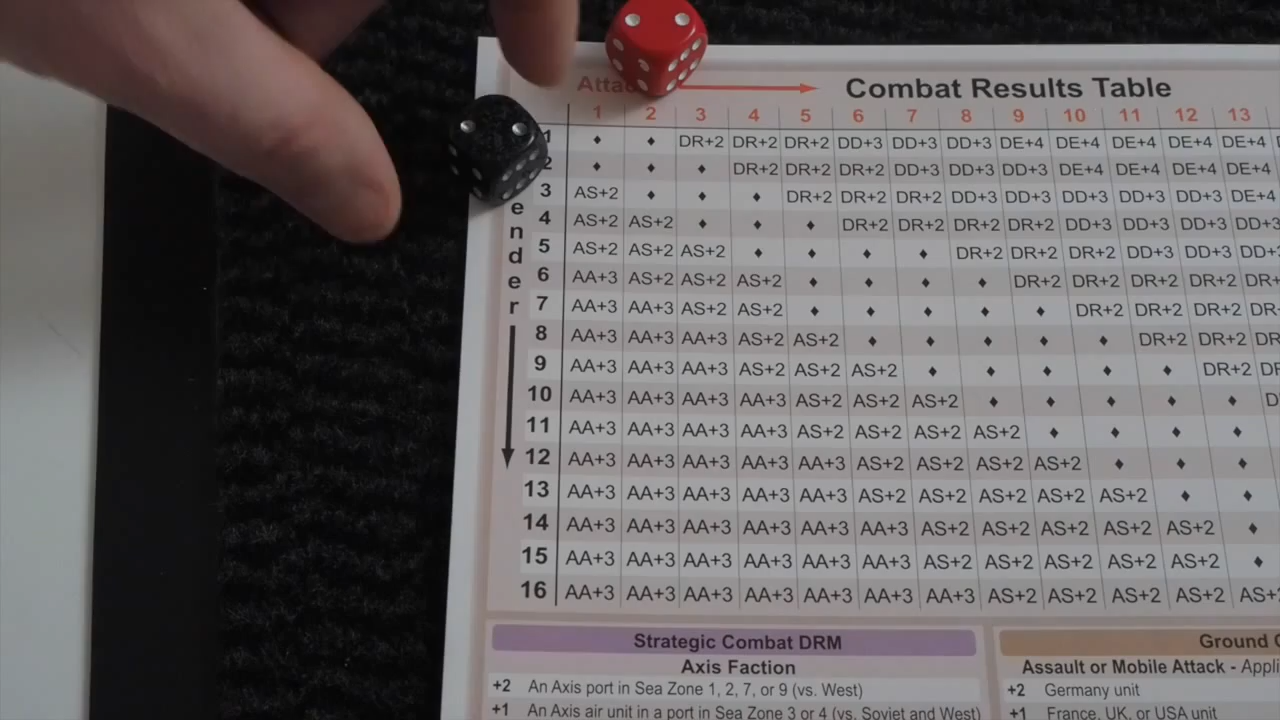 Combat Results Table
1 2 3 4 5 6 7 8 9 10 11 12 13
1 ♦ ♦ DR+2 DR+2 DR+2 DD+3 DD+3 DD+3 DE+4 DE+4 DE+4 DE+4 DE+4
2 ♦ ♦ ♦ DR+2 DR+2 DR+2 DD+3 DD+3 DD+3 DE+4 DE+4 DE+4 DE+4
3 AS+2 ♦ ♦ ♦ DR+2 DR+2 DR+2 DD+3 DD+3 DD+3 DD+3 DD+3 DE+4
4 AS+2 AS+2 ♦ ♦ ♦ DR+2 DR+2 DR+2 DR+2 DD+3 DD+3 DD+3 DD+3
5 AS+2 AS+2 AS+2 ♦ ♦ ♦ ♦ DR+2 DR+2 DR+2 DD+3 DD+3
6 AA+3 AS+2 AS+2 AS+2 ♦ ♦ ♦ ♦ DR+2 DR+2 DR+2 DR+2
7 AA+3 AA+3 AS+2 AS+2 ♦ ♦ ♦ ♦ ♦ DR+2 DR+2 DR+2
8 AA+3 AA+3 AA+3 AS+2 AS+2 ♦ ♦ ♦ ♦ ♦ DR+2 DR+2
9 AA+3 AA+3 AA+3 AS+2 AS+2 AS+2 ♦ ♦ ♦ ♦ ♦ DR+2
10 AA+3 AA+3 AA+3 AA+3 AS+2 AS+2 AS+2 ♦ ♦ ♦ ♦ ♦
11 AA+3 AA+3 AA+3 AA+3 AS+2 AS+2 AS+2 AS+2 ♦ ♦ ♦ ♦
12 AA+3 AA+3 AA+3 AA+3 AA+3 AS+2 AS+2 AS+2 AS+2 ♦ ♦ ♦
13 AA+3 AA+3 AA+3 AA+3 AA+3 AS+2 AS+2 AS+2 AS+2 AS+2 ♦ ♦
14 AA+3 AA+3 AA+3 AA+3 AA+3 AA+3 AS+2 AS+2 AS+2 AS+2 AS+2 ♦
15 AA+3 AA+3 AA+3 AA+3 AA+3 AA+3 AS+2 AS+2 AS+2 AS+2 AS+2 ♦
16 AA+3 AA+3 AA+3 AA+3 AA+3 AA+3 AA+3 AS+2 AS+2 AS+2 AS+2 AS+2
Strategic Combat DRM
Axis Faction
+2 An Axis port in Sea Zone 1, 2, 7, or 9 (vs. West)
+1 An Axis air unit in a port in Sea Zone 3 or 4 (vs. Soviet and West)
Ground
Assault or Mobile Attack -
+2 Germany unit
+1 France, UK, or USA unit